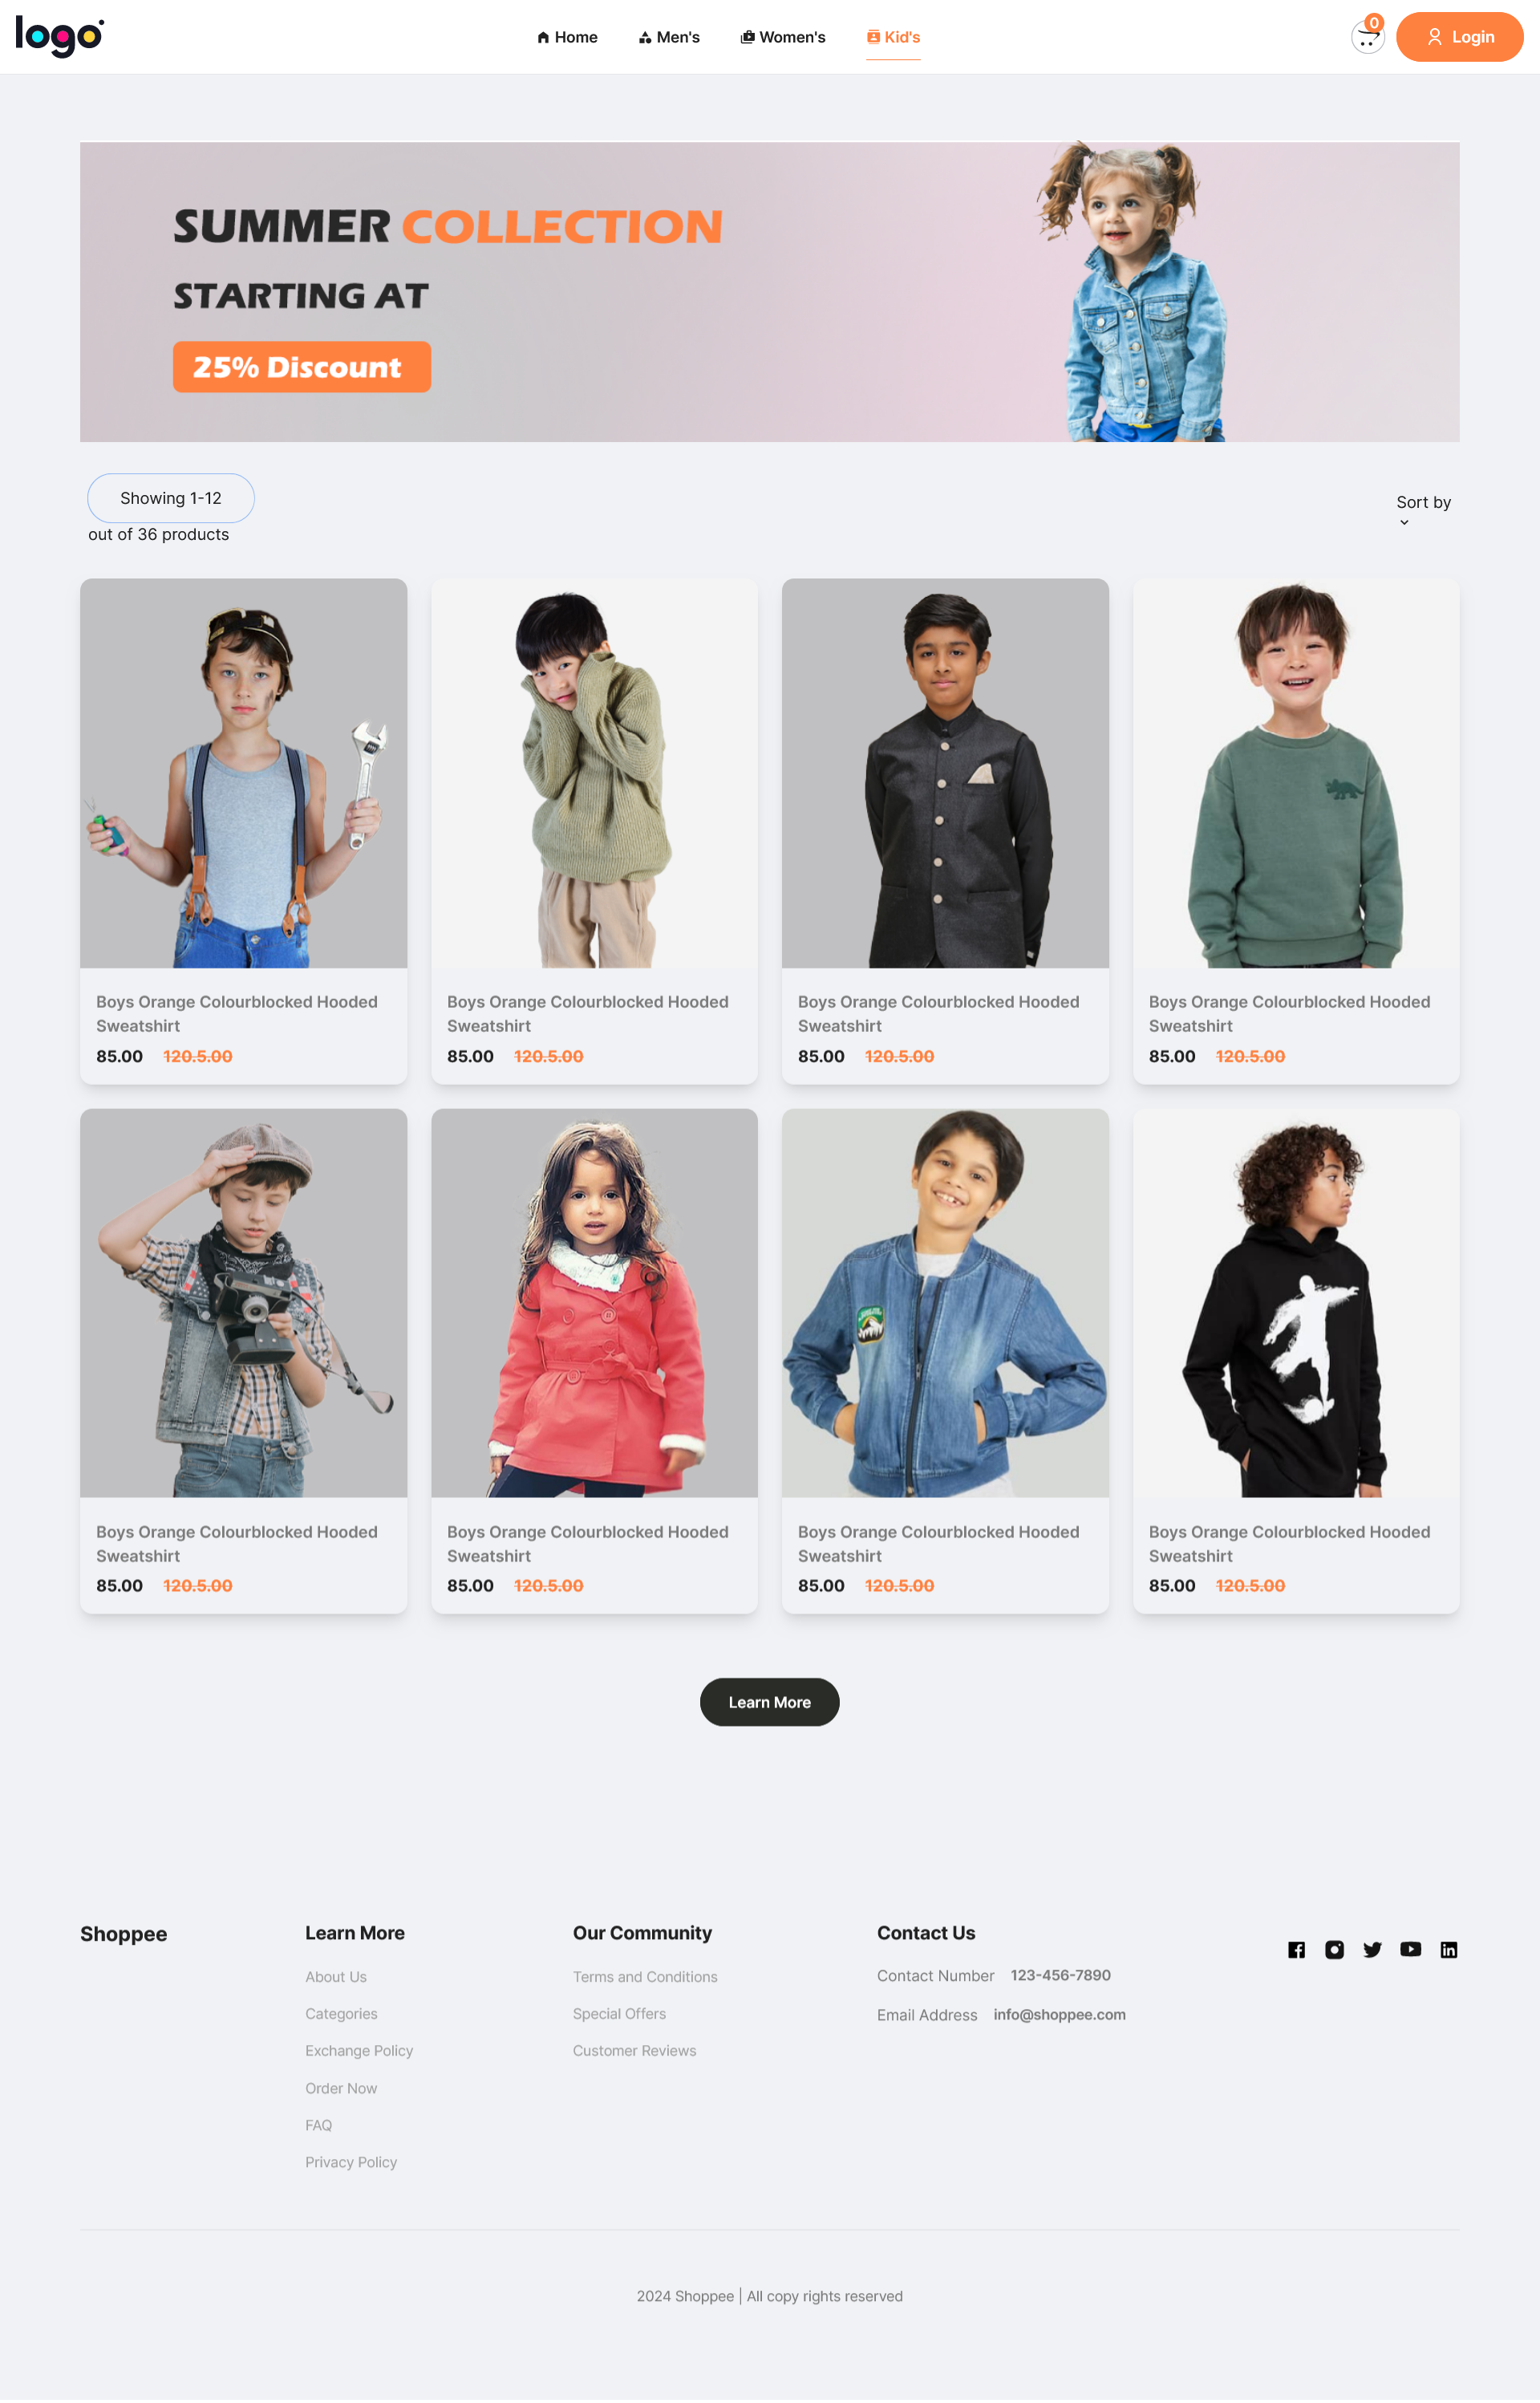 logo
Home
Men's
Women's
Kid's
0
Login
SUMMER COLLECTION
STARTING AT
25% Discount
Showing 1-12
out of 36 products
Sort by
Boys Orange Colourblocked Hooded
Sweatshirt
85.00 120.5.00
Boys Orange Colourblocked Hooded
Sweatshirt
85.00 120.5.00
Boys Orange Colourblocked Hooded
Sweatshirt
85.00 120.5.00
Boys Orange Colourblocked Hooded
Sweatshirt
85.00 120.5.00
Boys Orange Colourblocked Hooded
Sweatshirt
85.00 120.5.00
Boys Orange Colourblocked Hooded
Sweatshirt
85.00 120.5.00
Boys Orange Colourblocked Hooded
Sweatshirt
85.00 120.5.00
Boys Orange Colourblocked Hooded
Sweatshirt
85.00 120.5.00
Learn More
Shoppee
Learn More
About Us
Categories
Exchange Policy
Order Now
FAQ
Privacy Policy
Our Community
Terms and Conditions
Special Offers
Customer Reviews
Contact Us
Contact Number 123-456-7890
Email Address info@shoppee.com
2024 Shoppee | All copy rights reserved